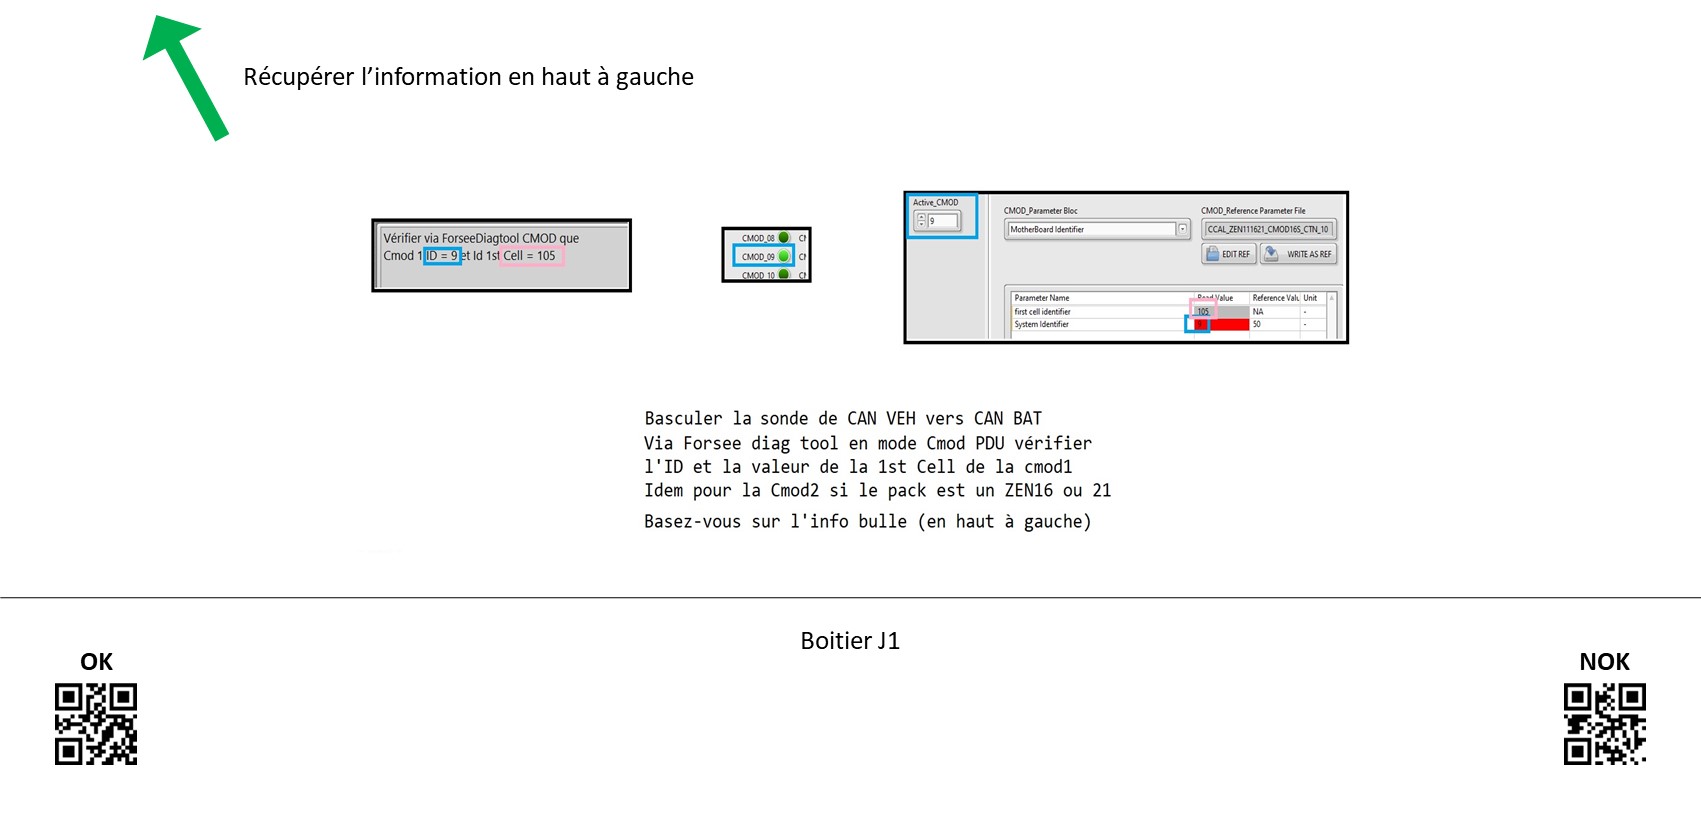 Récupérer l’information en haut à gauche
Vérifier via ForseeDiagtool CMOD que
Cmod 1 ID = 9 et Id 1st Cell = 105
CMOD_08
CMOD_09
CMOD_10
Active_CMOD
9
CMOD_Parameter Bloc
MotherBoard Identifier
CMOD_Reference Parameter File
CCAL_ZEN111621_CMOD16S_CTN_10
EDIT REF
WRITE AS REF
Parameter Name Read Value Reference Valu Unit
first cell identifier 105 NA -
System Identifier 9 50 -
Basculer la sonde de CAN VEH vers CAN BAT
Via Forsee diag tool en mode Cmod PDU vérifier
l'ID et la valeur de la 1st Cell de la cmod1
Idem pour la Cmod2 si le pack est un ZEN16 ou 21
Basez-vous sur l'info bulle (en haut à gauche)
Boitier J1
OK
NOK